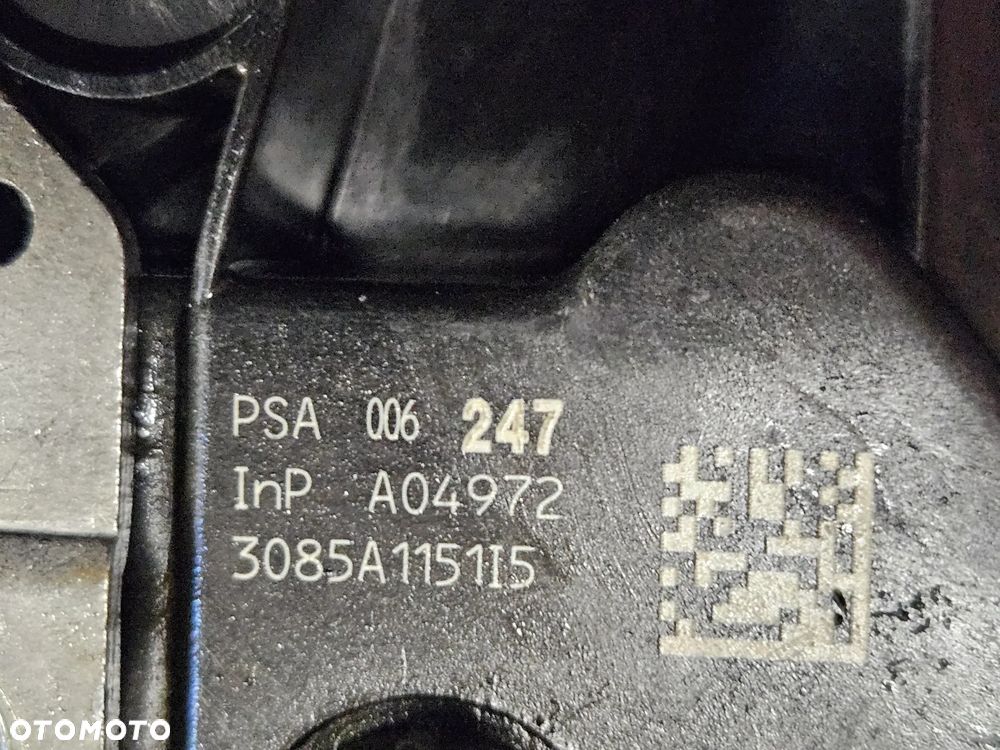 PSA 006 247
InP A04972
3085A1151I5
OTOMOTO